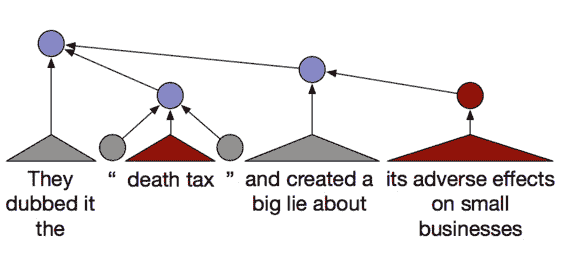 They “ death tax ” and created a its adverse effects
dubbed it big lie about on small
the businesses